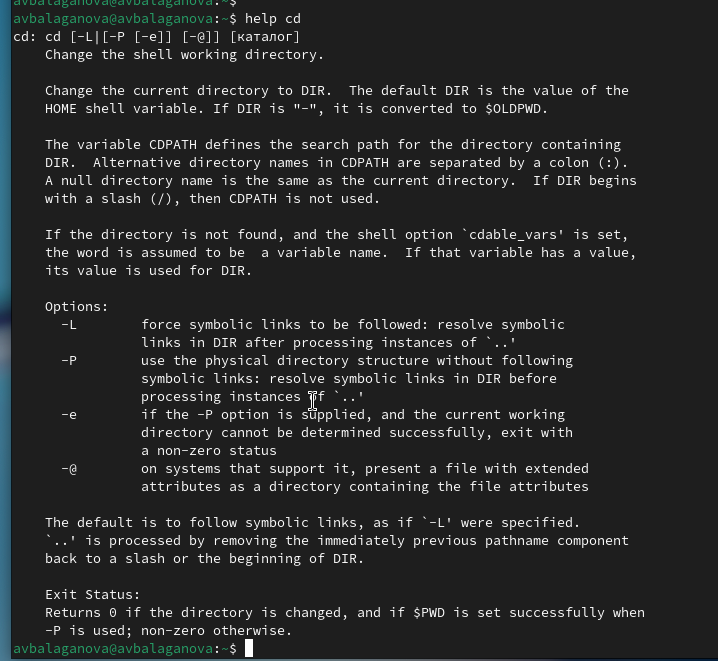 avbalaganova@avbalaganova:~$
avbalaganova@avbalaganova:~$ help cd
cd: cd [-L|[-P [-e]] [-@]] [каталог]
    Change the shell working directory.

    Change the current directory to DIR.  The default DIR is the value of the
    HOME shell variable. If DIR is "-", it is converted to $OLDPWD.

    The variable CDPATH defines the search path for the directory containing
    DIR.  Alternative directory names in CDPATH are separated by a colon (:).
    A null directory name is the same as the current directory.  If DIR begins
    with a slash (/), then CDPATH is not used.

    If the directory is not found, and the shell option `cdable_vars' is set,
    the word is assumed to be  a variable name.  If that variable has a value,
    its value is used for DIR.

    Options:
      -L        force symbolic links to be followed: resolve symbolic
                links in DIR after processing instances of `..'
      -P        use the physical directory structure without following
                symbolic links: resolve symbolic links in DIR before
                processing instances of `..'
      -e        if the -P option is supplied, and the current working
                directory cannot be determined successfully, exit with
                a non-zero status
      -@        on systems that support it, present a file with extended
                attributes as a directory containing the file attributes

    The default is to follow symbolic links, as if `-L' were specified.
    `..' is processed by removing the immediately previous pathname component
    back to a slash or the beginning of DIR.

    Exit Status:
    Returns 0 if the directory is changed, and if $PWD is set successfully when
    -P is used; non-zero otherwise.
avbalaganova@avbalaganova:~$